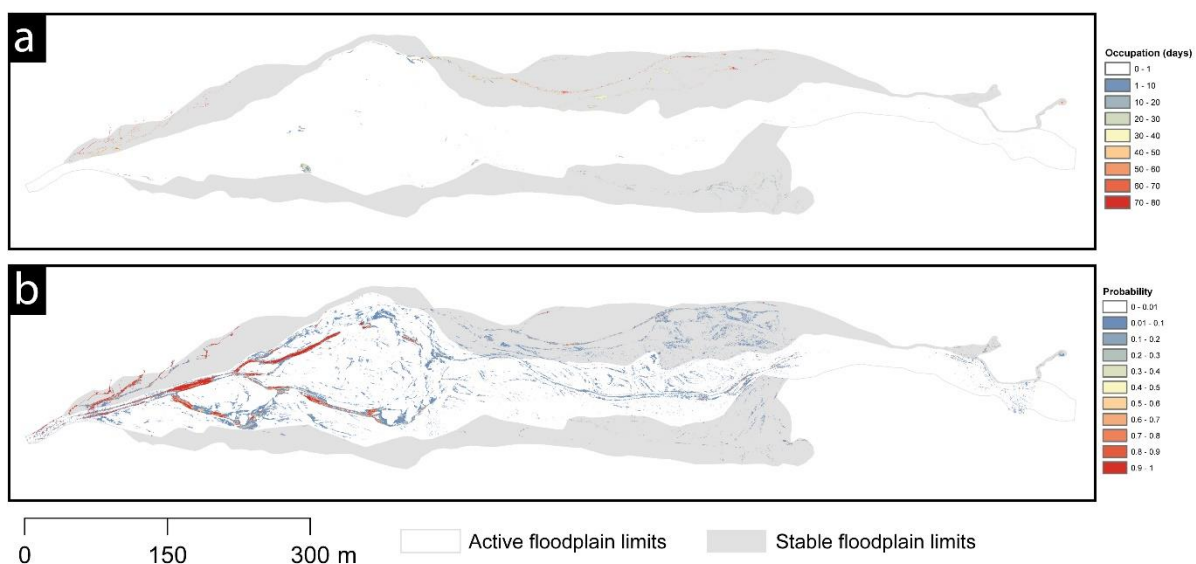 a
Occupation (days)
0 - 1
1 - 10
10 - 20
20 - 30
30 - 40
40 - 50
50 - 60
60 - 70
70 - 80
b
Probability
0 - 0.01
0.01 - 0.1
0.1 - 0.2
0.2 - 0.3
0.3 - 0.4
0.4 - 0.5
0.5 - 0.6
0.6 - 0.7
0.7 - 0.8
0.8 - 0.9
0.9 - 1
0 150 300 m
Active floodplain limits
Stable floodplain limits